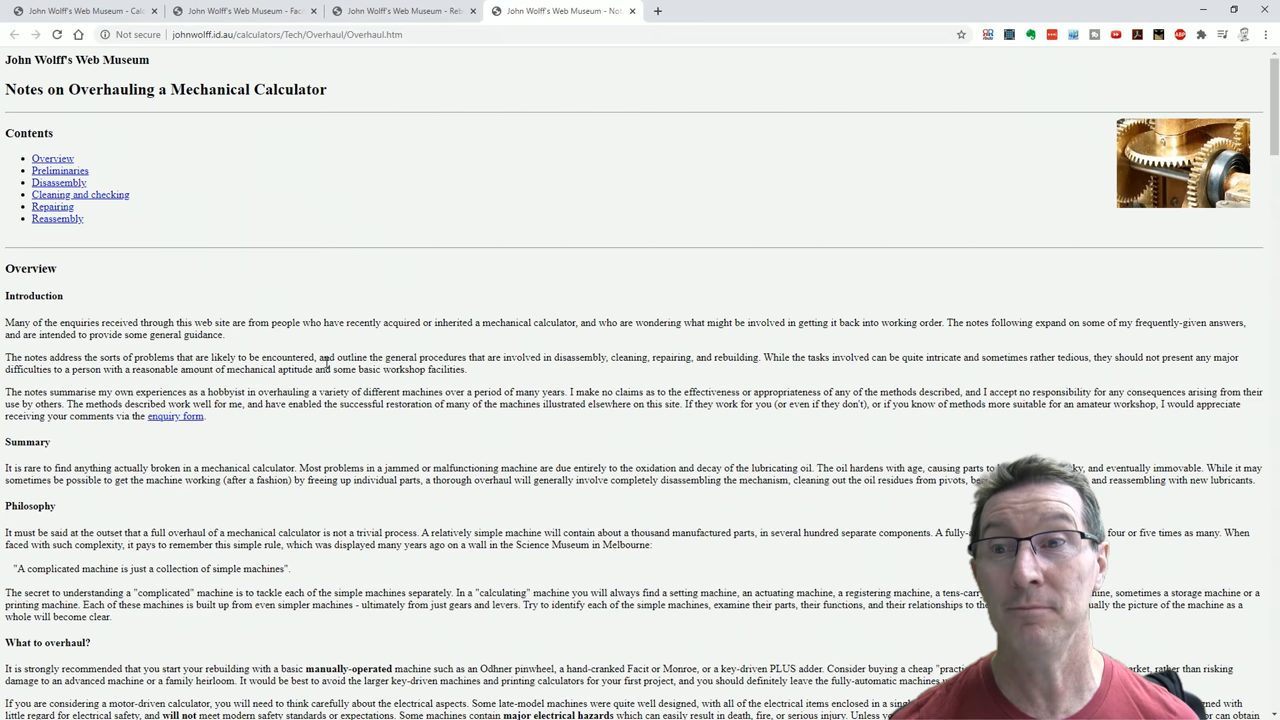 John Wolff's Web Museum - Calc
John Wolff's Web Museum - Faci
John Wolff's Web Museum - Reb
John Wolff's Web Museum - Not
Not secure | johnwolff.id.au/calculators/Tech/Overhaul/Overhaul.htm
John Wolff's Web Museum
Notes on Overhauling a Mechanical Calculator
Contents
Overview
Preliminaries
Disassembly
Cleaning and checking
Repairing
Reassembly
Overview
Introduction
Many of the enquiries received through this web site are from people who have recently acquired or inherited a mechanical calculator, and who are wondering what might be involved in getting it back into working order. The notes following expand on some of my frequently-given answers,
and are intended to provide some general guidance.
The notes address the sorts of problems that are likely to be encountered, and outline the general procedures that are involved in disassembly, cleaning, repairing, and rebuilding. While the tasks involved can be quite intricate and sometimes rather tedious, they should not present any major
difficulties to a person with a reasonable amount of mechanical aptitude and some basic workshop facilities.
The notes summarise my own experiences as a hobbyist in overhauling a variety of different machines over a period of many years. I make no claims as to the effectiveness or appropriateness of any of the methods described, and I accept no responsibility for any consequences arising from their
use by others. The methods described work well for me, and have enabled the successful restoration of many of the machines illustrated elsewhere on this site. If they work for you (or even if they don't), or if you know of methods more suitable for an amateur workshop, I would appreciate
receiving your comments via the enquiry form.
Summary
It is rare to find anything actually broken in a mechanical calculator. Most problems in a jammed or malfunctioning machine are due entirely to the oxidation and decay of the lubricating oil. The oil hardens with age, causing parts to and eventually immovable. While it may
sometimes be possible to get the machine working (after a fashion) by freeing up individual parts, a thorough overhaul will generally involve completely disassembling the mechanism, cleaning out the oil residues from pivots, and reassembling with new lubricants.
Philosophy
It must be said at the outset that a full overhaul of a mechanical calculator is not a trivial process. A relatively simple machine will contain about a thousand manufactured parts, in several hundred separate components. A fully- four or five times as many. When
faced with such complexity, it pays to remember this simple rule, which was displayed many years ago on a wall in the Science Museum in Melbourne:
"A complicated machine is just a collection of simple machines".
The secret to understanding a "complicated" machine is to tackle each of the simple machines separately. In a "calculating" machine you will always find a setting machine, an actuating machine, a registering machine, a tens-carry sometimes a storage machine or a
printing machine. Each of these machines is built up from even simpler machines - ultimately from just gears and levers. Try to identify each of the simple machines, examine their parts, their functions, and their relationships to the the picture of the machine as a
whole will become clear.
What to overhaul?
It is strongly recommended that you start your rebuilding with a basic manually-operated machine such as an Odhner pinwheel, a hand-cranked Facit or Monroe, or a key-driven PLUS adder. Consider buying a cheap rather than risking
damage to an advanced machine or a family heirloom. It would be best to avoid the larger key-driven machines and printing calculators for your first project, and you should definitely leave the fully-automatic machines
If you are considering a motor-driven calculator, you will need to think carefully about the electrical aspects. Some late-model machines were quite well designed, with all of the electrical items enclosed in a with
little regard for electrical safety, and will not meet modern safety standards or expectations. Some machines contain major electrical hazards which can easily result in death, fire, or serious injury. Unless can obtain